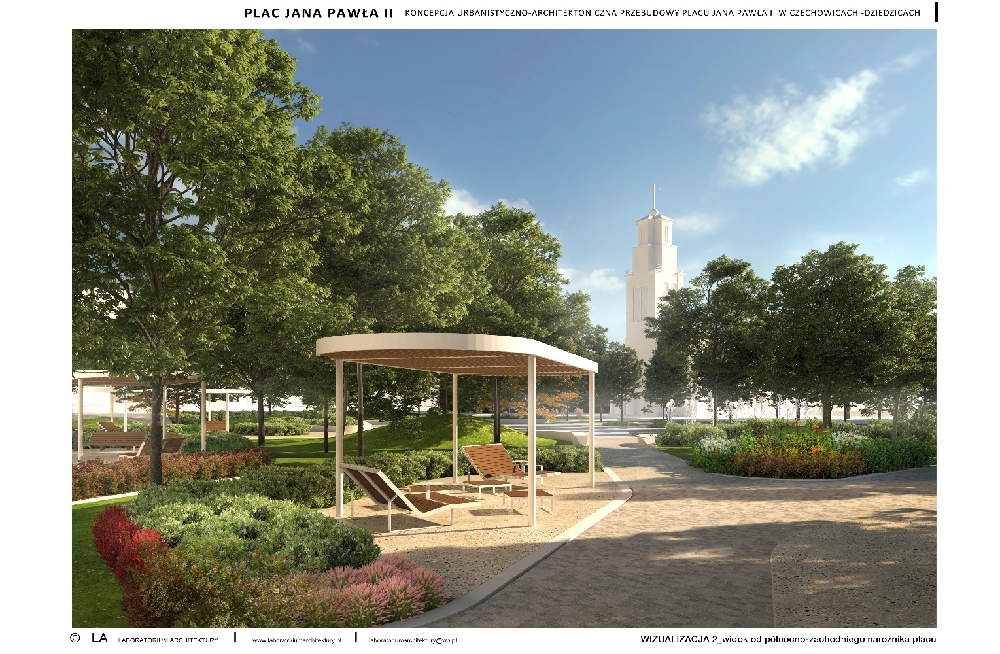 PLAC JANA PAWŁA II KONCEPCJA URBANISTYCZNO-ARCHITEKTONICZNA PRZEBUDOWY PLACU JANA PAWŁA II W CZECHOWICACH -DZIEDZICACH
© LA LABORATORIUM ARCHITEKTURY | www.laboratoriumarchitektury.pl | laboratoriumarchitektury@wp.pl WIZUALIZACJA 2_widok od północno-zachodniego narożnika placu